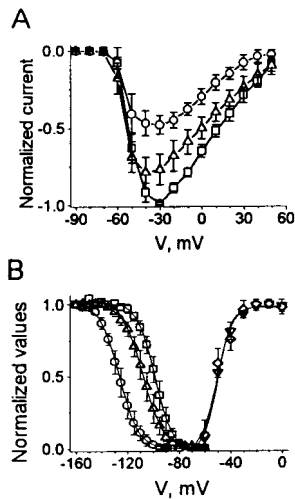 A
Normalized current
0.0
-0.5
-1.0
-90 -60 -30 0 30 60
V, mV
B
Normalized values
1.0
0.5
0.0
-160 -120 -80 -40 0
V, mV